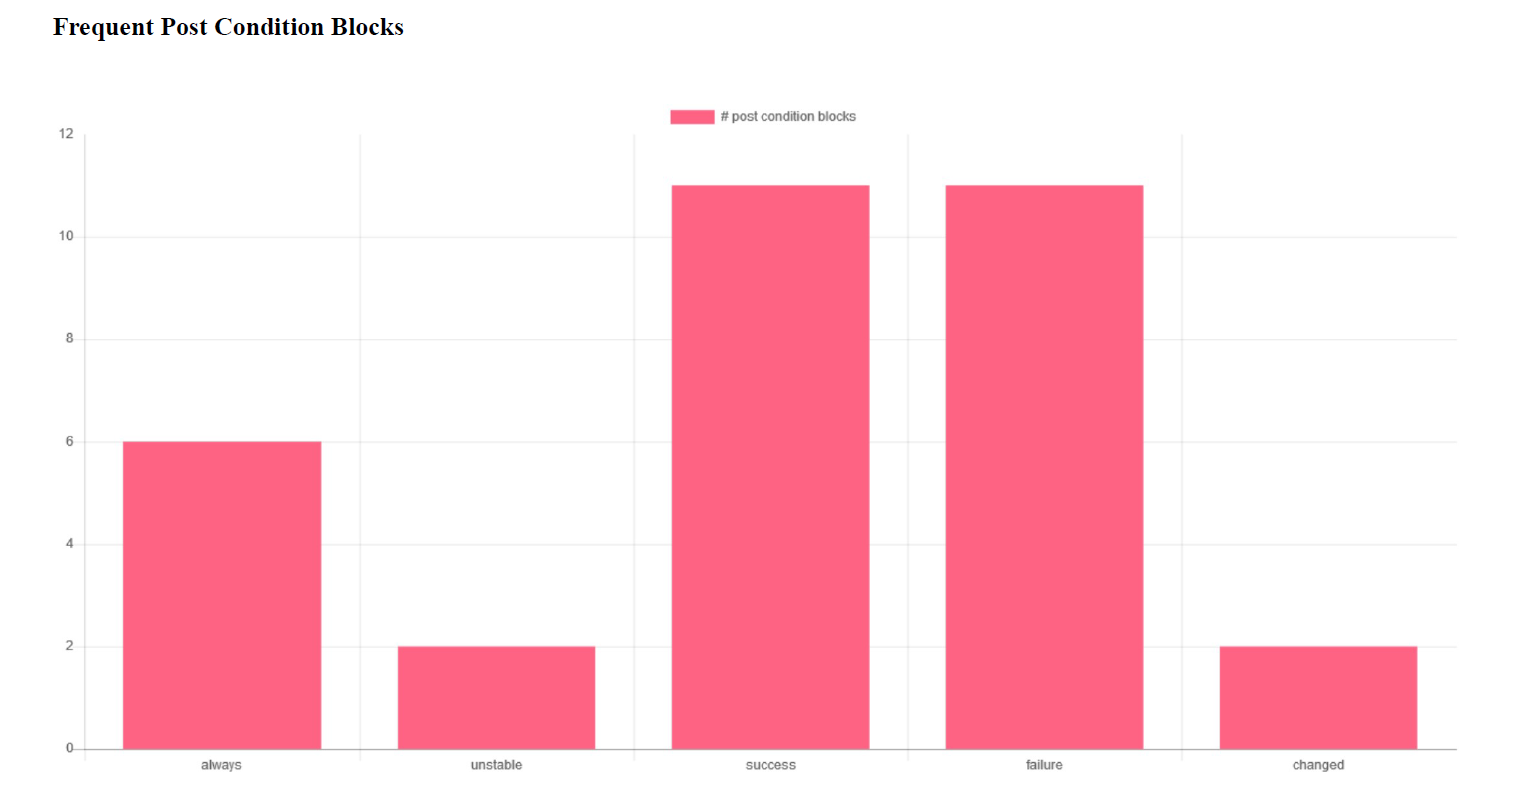 Frequent Post Condition Blocks
# post condition blocks
12
10
8
6
4
2
0
always unstable success failure changed